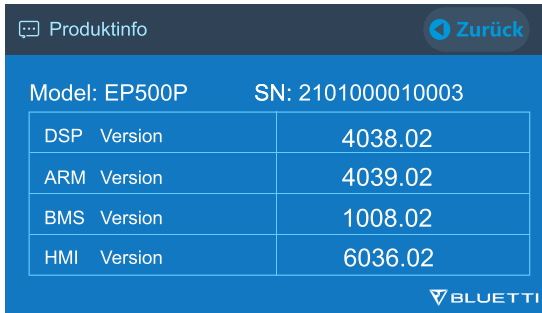 Produktinfo Zurück
Model: EP500P SN: 2101000010003
DSP Version 4038.02
ARM Version 4039.02
BMS Version 1008.02
HMI Version 6036.02
BLUETTI